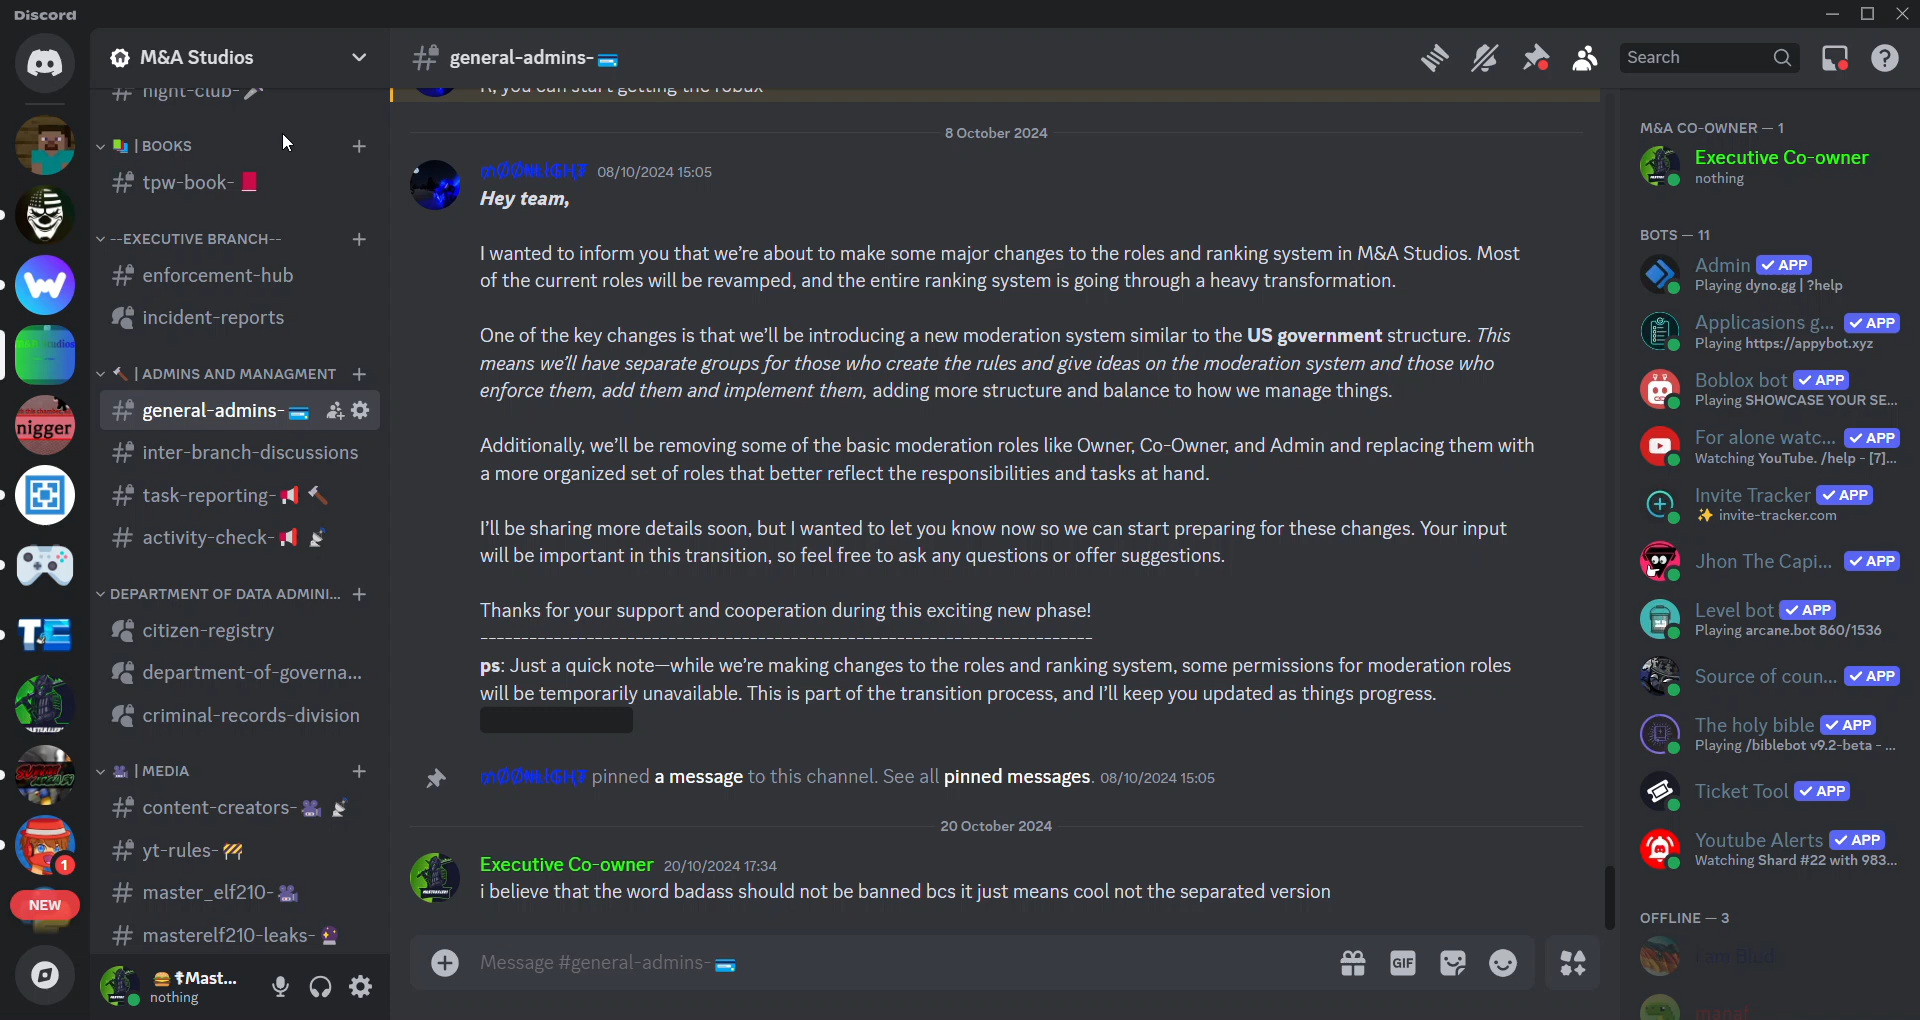 Discord
M&A Studios
general-admins-
Search
night-club-
BOOKS
tpw-book-
--EXECUTIVE BRANCH--
enforcement-hub
incident-reports
M&A Studios
| ADMINS AND MANAGMENT
nigger
general-admins-
inter-branch-discussions
task-reporting-
activity-check-
DEPARTMENT OF DATA ADMINI...
citizen-registry
department-of-governa...
criminal-records-division
| MEDIA
content-creators-
yt-rules-
master_elf210-
masterelf210-leaks-
NEW
1
Mast...
nothing
K, you can start getting the robux
8 October 2024
08/10/2024 15:05
Hey team,
I wanted to inform you that we're about to make some major changes to the roles and ranking system in M&A Studios. Most
of the current roles will be revamped, and the entire ranking system is going through a heavy transformation.
One of the key changes is that we'll be introducing a new moderation system similar to the US government structure. This
means we'll have separate groups for those who create the rules and give ideas on the moderation system and those who
enforce them, add them and implement them, adding more structure and balance to how we manage things.
Additionally, we'll be removing some of the basic moderation roles like Owner, Co-Owner, and Admin and replacing them with
a more organized set of roles that better reflect the responsibilities and tasks at hand.
I'll be sharing more details soon, but I wanted to let you know now so we can start preparing for these changes. Your input
will be important in this transition, so feel free to ask any questions or offer suggestions.
Thanks for your support and cooperation during this exciting new phase!
ps: Just a quick note—while we're making changes to the roles and ranking system, some permissions for moderation roles
will be temporarily unavailable. This is part of the transition process, and I'll keep you updated as things progress.
pinned a message to this channel. See all pinned messages. 08/10/2024 15:05
20 October 2024
Executive Co-owner 20/10/2024 17:34
i believe that the word badass should not be banned bcs it just means cool not the separated version
Message #general-admins-
GIF
M&A CO-OWNER — 1
Executive Co-owner
nothing
BOTS — 11
Admin APP
Playing dyno.gg | ?help
Applicasions g... APP
Playing https://appybot.xyz
Boblox bot APP
Playing SHOWCASE YOUR SE...
For alone watc... APP
Watching YouTube. /help - [7]...
Invite Tracker APP
invite-tracker.com
Jhon The Capi... APP
Level bot APP
Playing arcane.bot 860/1536
Source of coun... APP
The holy bible APP
Playing /biblebot v9.2-beta - ...
Ticket Tool APP
Youtube Alerts APP
Watching Shard #22 with 983...
OFFLINE — 3